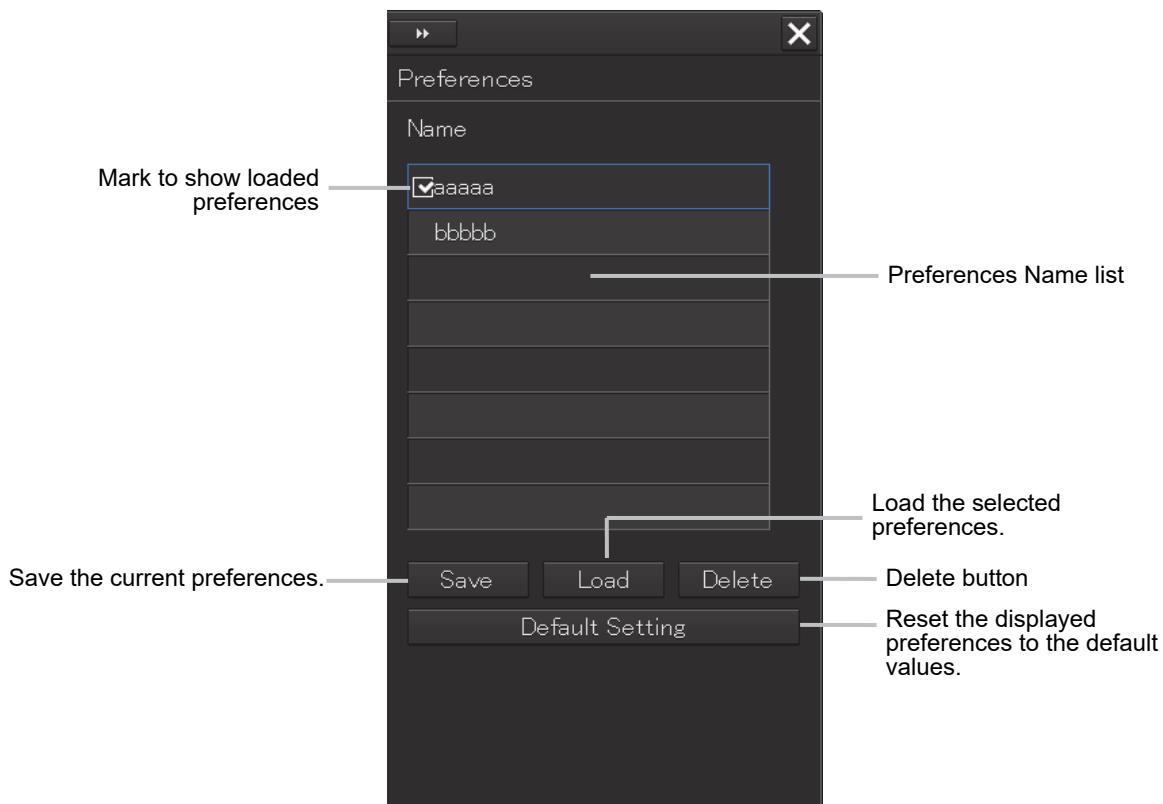 Preferences
Name
Mark to show loaded
preferences
aaaaa
bbbbb
Preferences Name list
Load the selected
preferences.
Save the current preferences.
Save
Load
Delete
Delete button
Default Setting
Reset the displayed
preferences to the default
values.